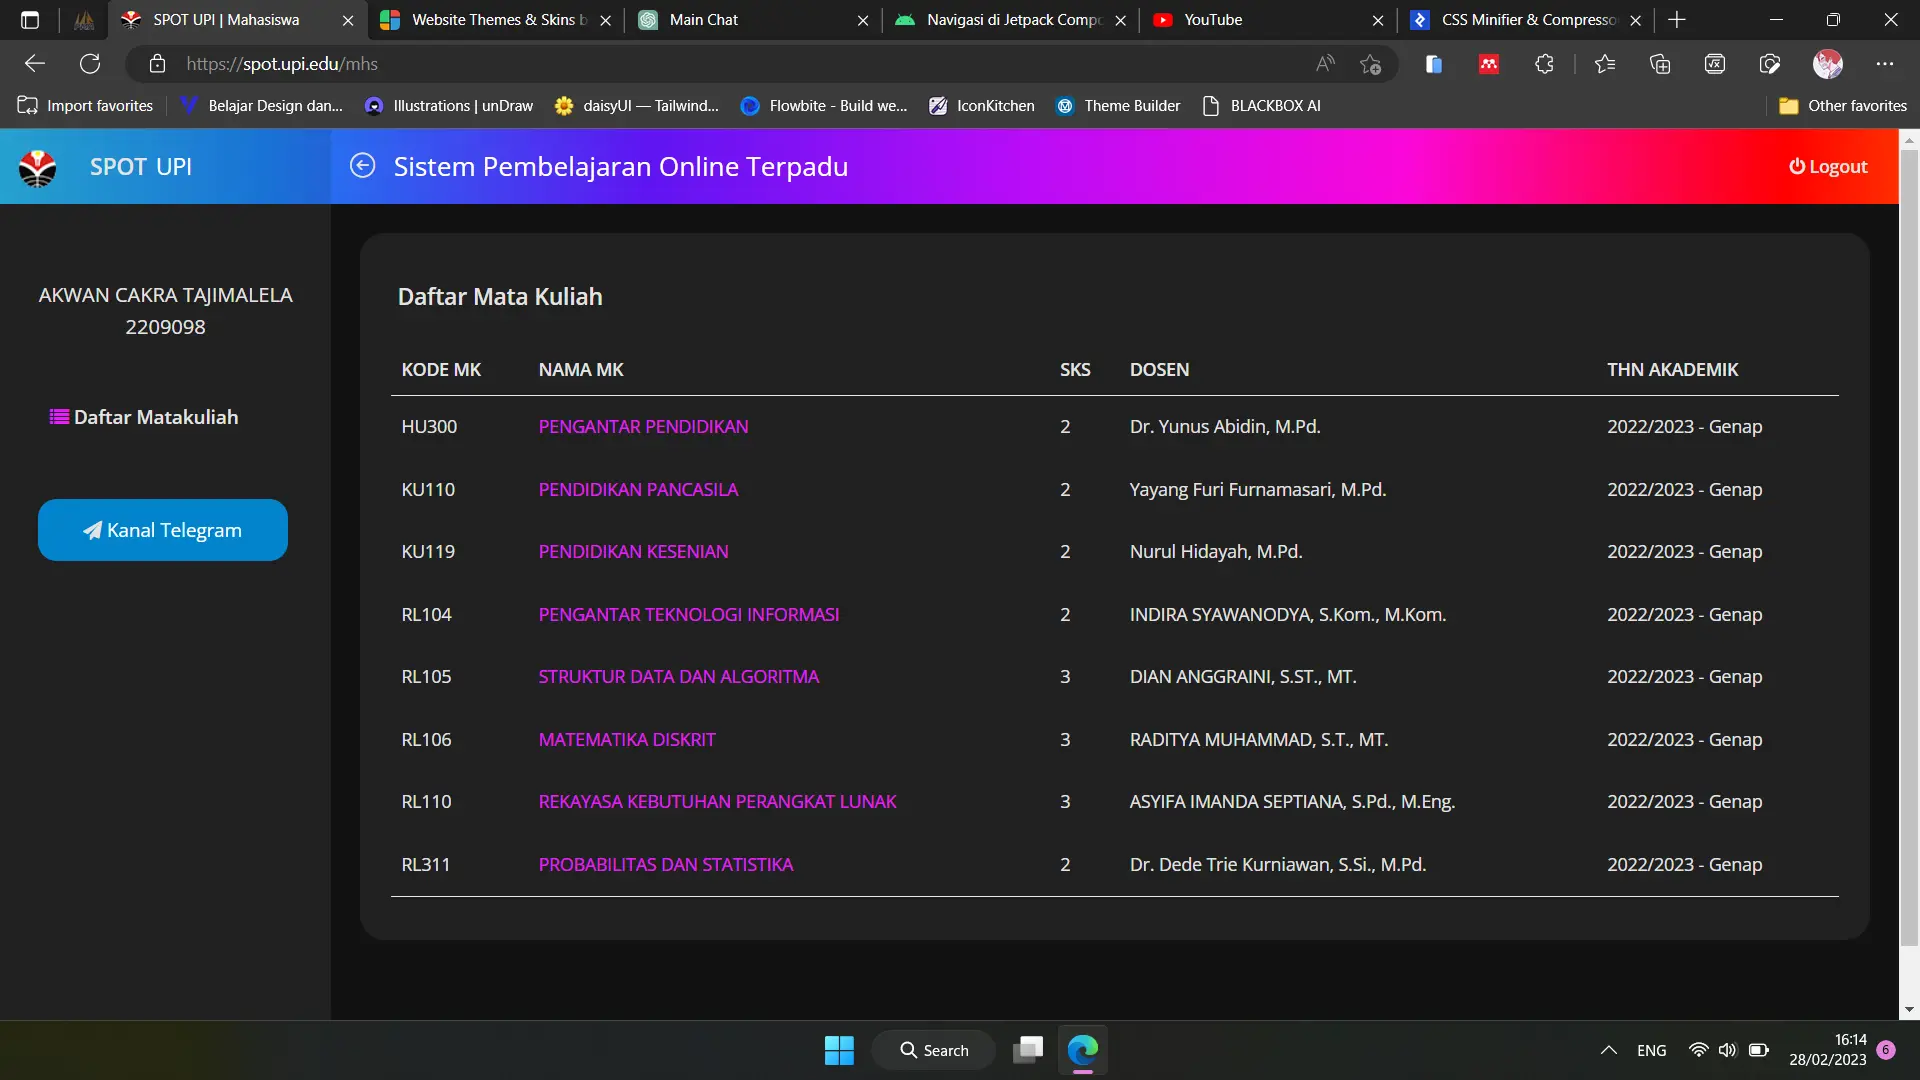 SPOT UPI | Mahasiswa
Website Themes & Skins b
Main Chat
Navigasi di Jetpack Compo
YouTube
CSS Minifier & Compresso
https://spot.upi.edu/mhs
Import favorites
Belajar Design dan...
Illustrations | unDraw
daisyUI — Tailwind...
Flowbite - Build we...
IconKitchen
Theme Builder
BLACKBOX AI
Other favorites
SPOT UPI
Sistem Pembelajaran Online Terpadu
Logout
AKWAN CAKRA TAJIMALELA
2209098
Daftar Matakuliah
Kanal Telegram
Daftar Mata Kuliah
KODE MK NAMA MK SKS DOSEN THN AKADEMIK
HU300 PENGANTAR PENDIDIKAN 2 Dr. Yunus Abidin, M.Pd. 2022/2023 - Genap
KU110 PENDIDIKAN PANCASILA 2 Yayang Furi Furnamasari, M.Pd. 2022/2023 - Genap
KU119 PENDIDIKAN KESENIAN 2 Nurul Hidayah, M.Pd. 2022/2023 - Genap
RL104 PENGANTAR TEKNOLOGI INFORMASI 2 INDIRA SYAWANODYA, S.Kom., M.Kom. 2022/2023 - Genap
RL105 STRUKTUR DATA DAN ALGORITMA 3 DIAN ANGGRAINI, S.ST., MT. 2022/2023 - Genap
RL106 MATEMATIKA DISKRIT 3 RADITYA MUHAMMAD, S.T., MT. 2022/2023 - Genap
RL110 REKAYASA KEBUTUHAN PERANGKAT LUNAK 3 ASYIFA IMANDA SEPTIANA, S.Pd., M.Eng. 2022/2023 - Genap
RL311 PROBABILITAS DAN STATISTIKA 2 Dr. Dede Trie Kurniawan, S.Si., M.Pd. 2022/2023 - Genap
Search
ENG
16:14
28/02/2023
6